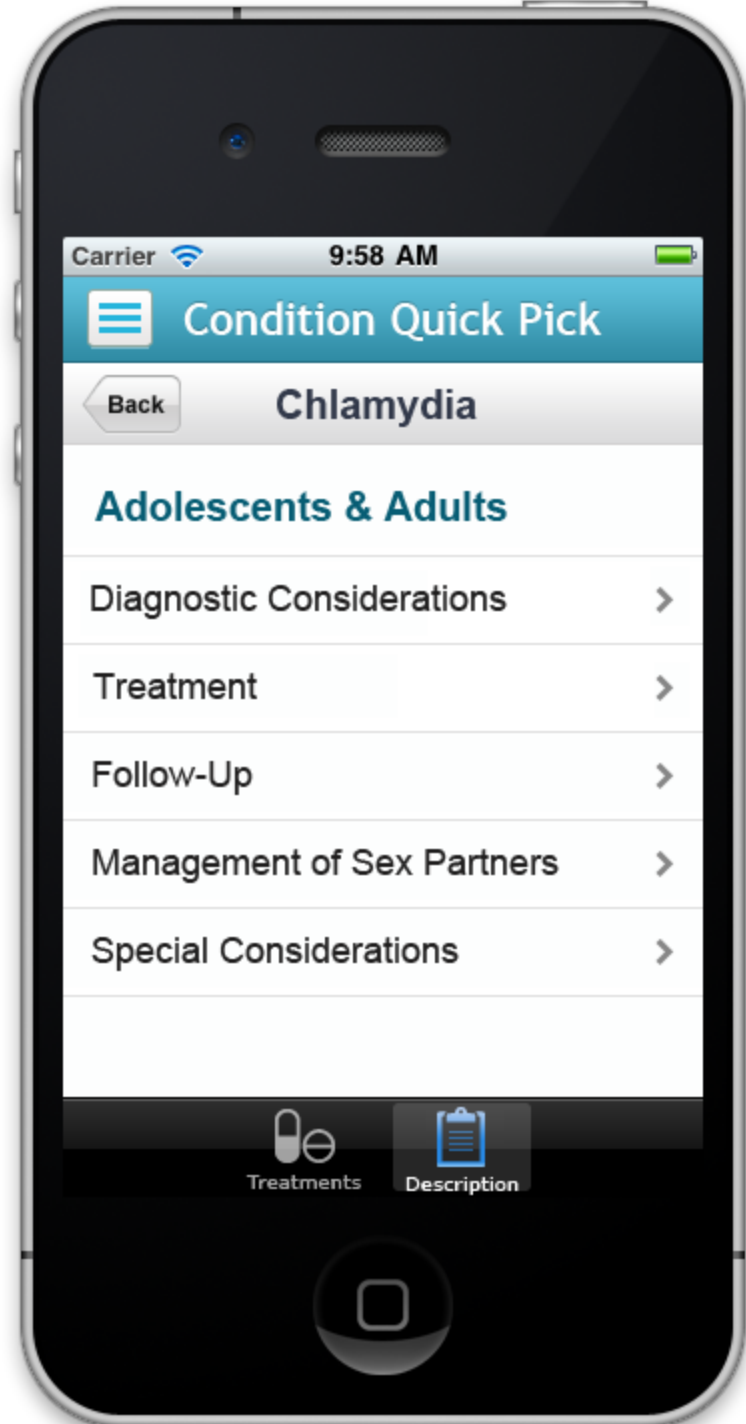 Carrier 9:58 AM
Condition Quick Pick
Back Chlamydia
Adolescents & Adults
Diagnostic Considerations
Treatment
Follow-Up
Management of Sex Partners
Special Considerations
Treatments Description